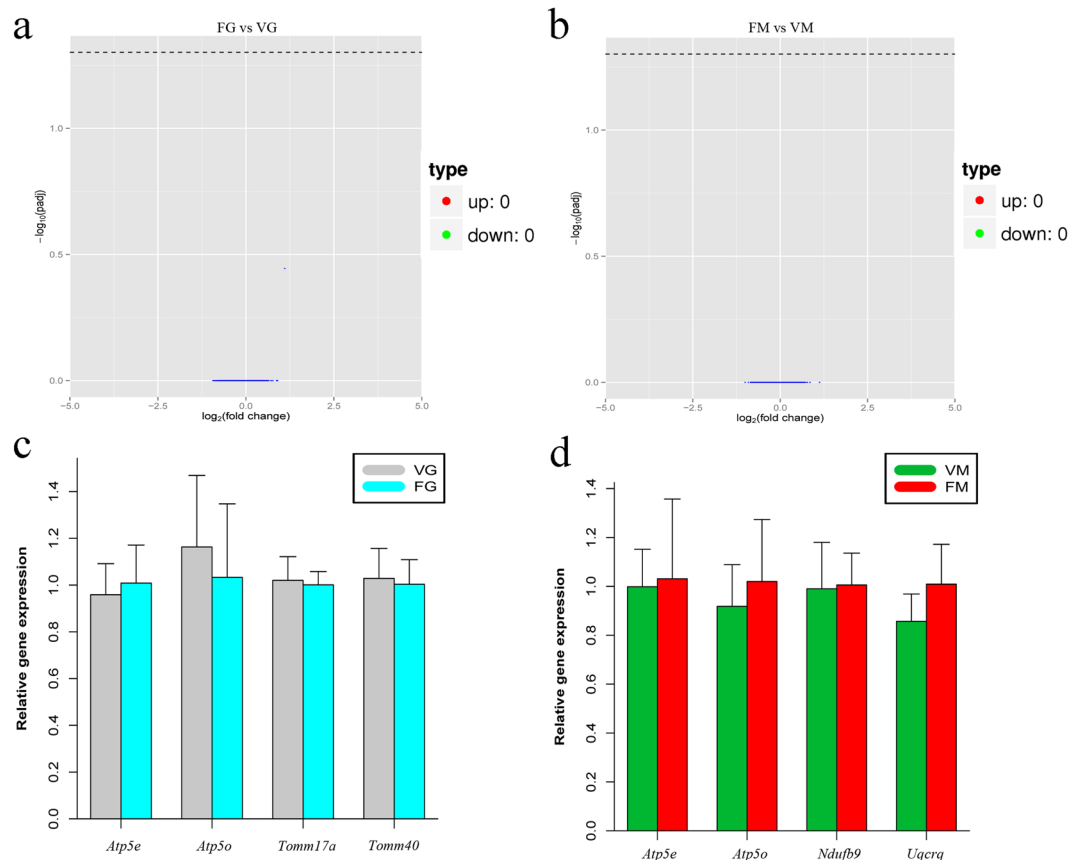 a
FG vs VG
1.0
0.5
0.0
−log10(padj)
−5.0
−2.5
0.0
2.5
5.0
log2(fold change)
type
up: 0
down: 0
b
FM vs VM
1.0
0.5
0.0
−log10(padj)
−5.0
−2.5
0.0
2.5
5.0
log2(fold change)
type
up: 0
down: 0
c
VG
FG
Relative gene expression
1.4
1.2
1.0
0.8
0.6
0.4
0.2
0.0
Atp5e
Atp5o
Tomm17a
Tomm40
d
VM
FM
Relative gene expression
1.4
1.2
1.0
0.8
0.6
0.4
0.2
0.0
Atp5e
Atp5o
Ndufb9
Uqcrq